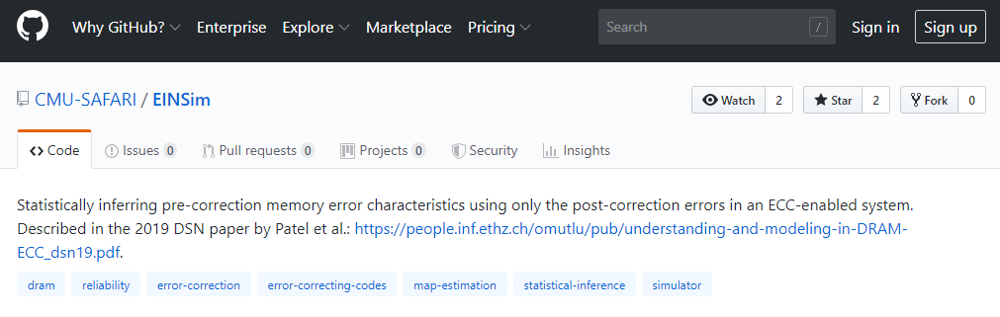 Why GitHub? Enterprise Explore Marketplace Pricing Search / Sign in Sign up
CMU-SAFARI / EINSim Watch 2 Star 2 Fork 0
Code Issues 0 Pull requests 0 Projects 0 Security Insights
Statistically inferring pre-correction memory error characteristics using only the post-correction errors in an ECC-enabled system.
Described in the 2019 DSN paper by Patel et al.: https://people.inf.ethz.ch/omutlu/pub/understanding-and-modeling-in-DRAM-
ECC_dsn19.pdf.
dram reliability error-correction error-correcting-codes map-estimation statistical-inference simulator